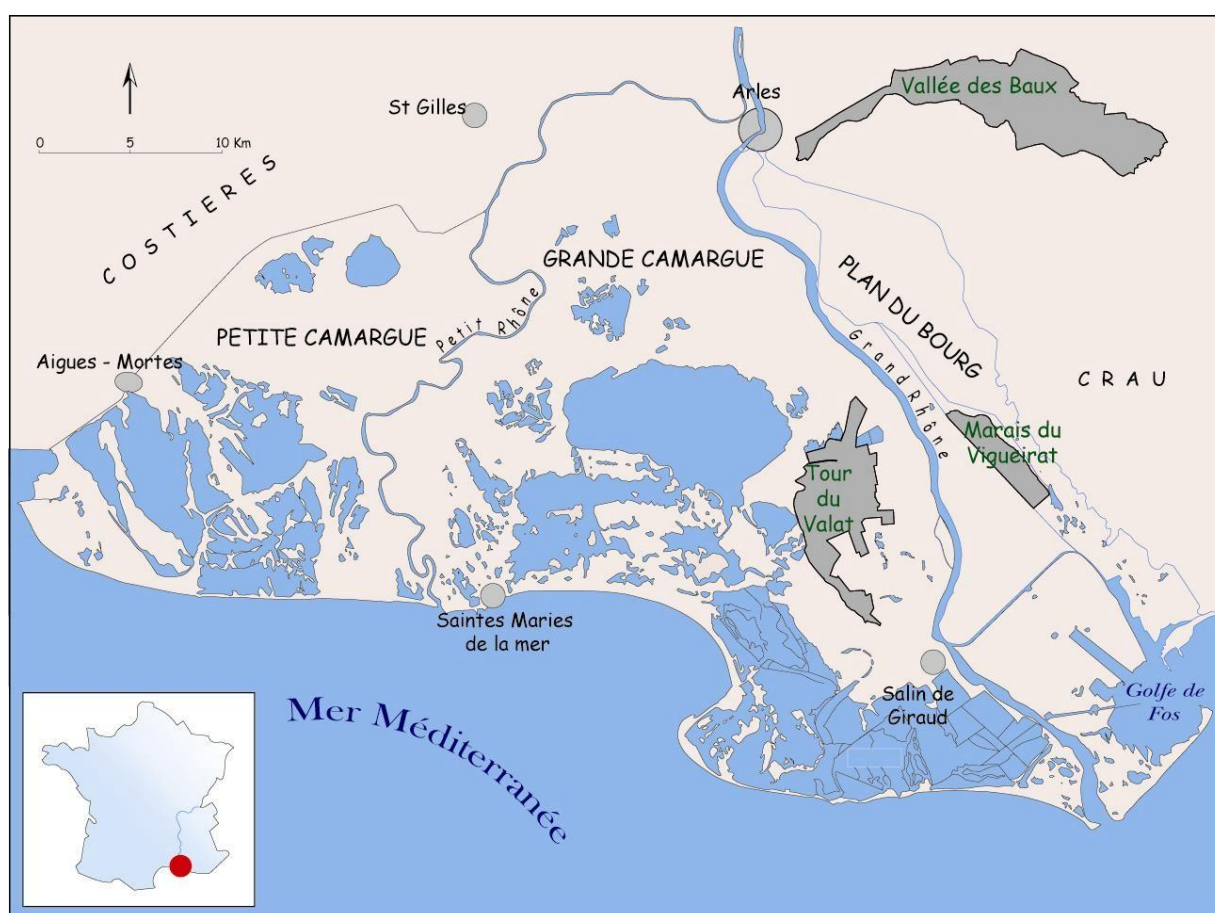 Arles
Vallée des Baux
St Gilles
0 5 10 Km
COSTIERES
GRANDE CAMARGUE
PLAN DU BOURG
Petit Rhône
PETITE CAMARGUE
Grand Rhône
Aigues - Mortes
CRAU
Marais du
Vigueirat
Tour
du
Valat
Saintes Maries
de la mer
Salin de
Giraud
Golfe de
Fos
Mer Méditerranée